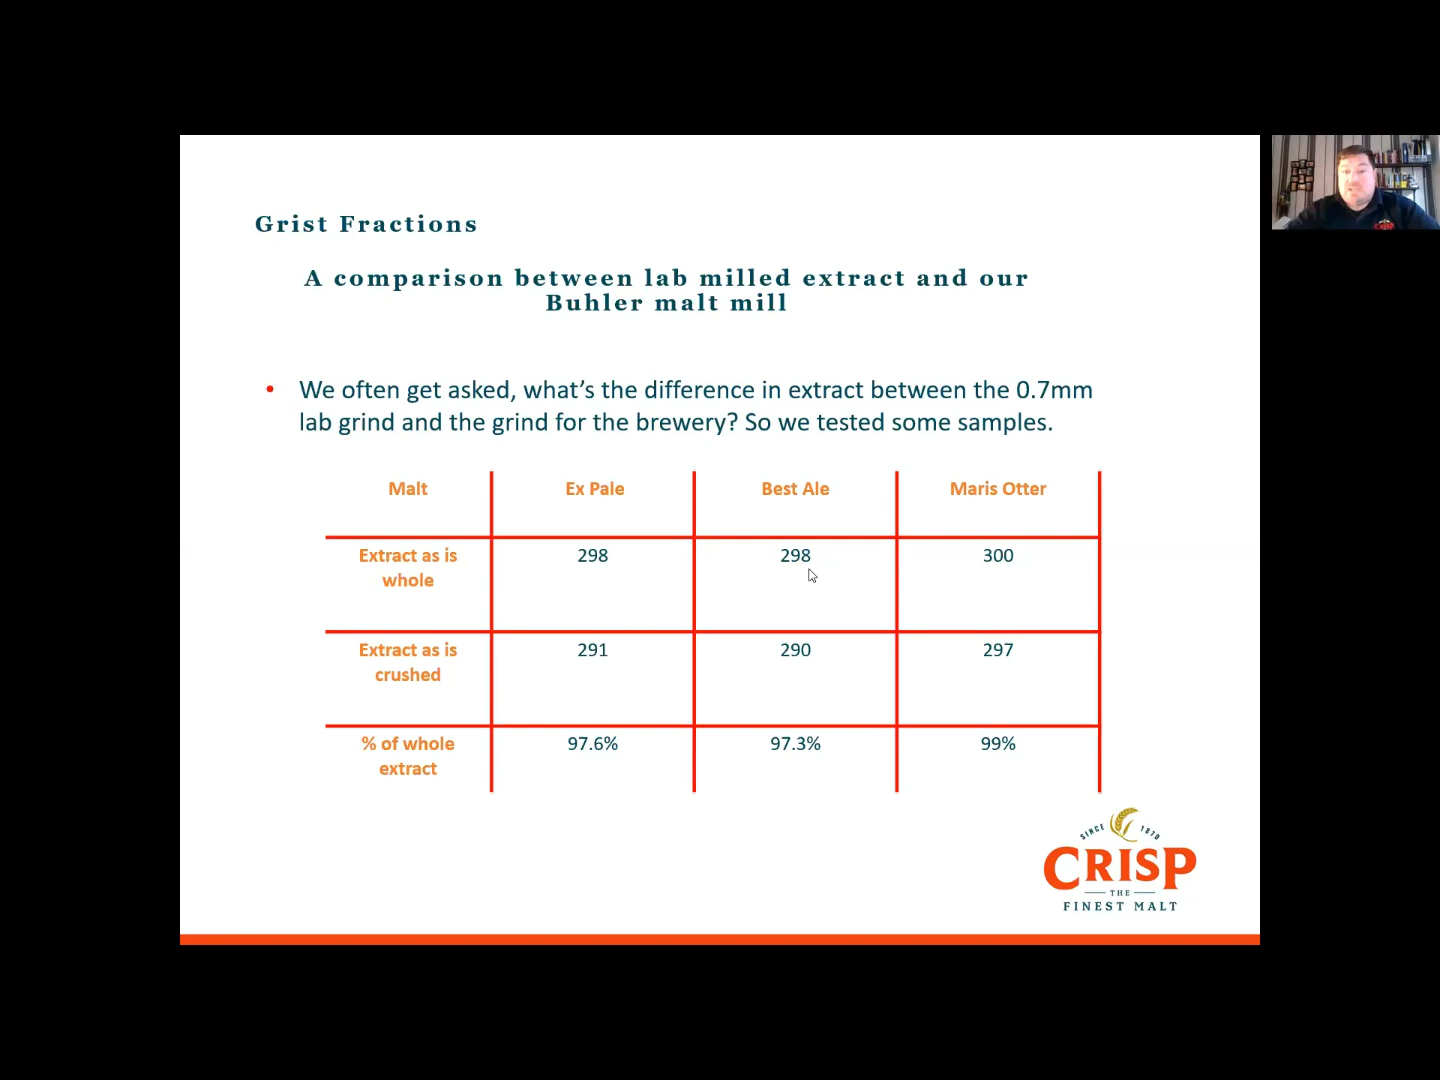 Grist Fractions
A comparison between lab milled extract and our
Buhler malt mill
• We often get asked, what's the difference in extract between the 0.7mm
lab grind and the grind for the brewery? So we tested some samples.
Malt Ex Pale Best Ale Maris Otter
Extract as is whole 298 298 300
Extract as is crushed 291 290 297
% of whole extract 97.6% 97.3% 99%
SINCE 1870
CRISP
THE
FINEST MALT
CRISP